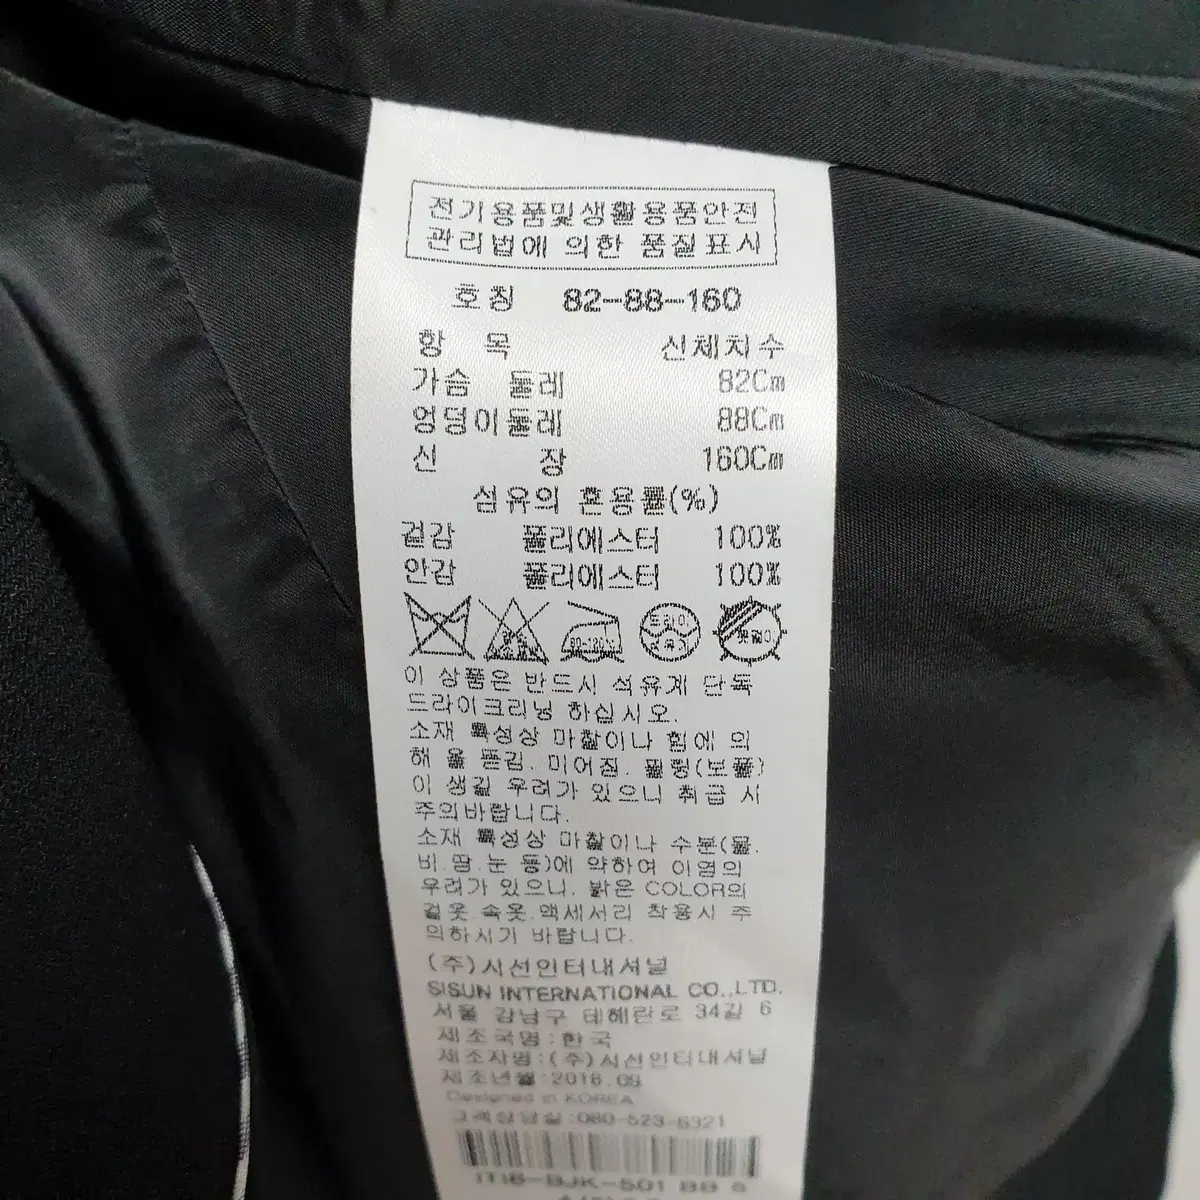 전기용품및생활용품안전
관리법에 의한 품질표시
호칭 82-88-160
항 목 신체치수
가슴 둘레 82Cm
엉덩이둘레 88Cm
신 장 160Cm
섬유의 혼용률(%)
겉감 폴리에스터 100%
안감 폴리에스터 100%
80-120℃ 드라이
이 상품은 반드시 석유계 단독
드라이크리닝 하십시오.
소재 특성상 마찰이나 힘에 의
해 올 뜯김. 미어짐. 필링(보풀)
이 생길 우려가 있으니 취급 시
주의바랍니다.
소재 특성상 마찰이나 수분(물.
비.땀.눈 등)에 약하여 이염의
우려가 있으니. 밝은 COLOR의
겉옷 속옷.액세서리 착용시 주
의하시기 바랍니다.
(주)시선인터내셔널
SISUN INTERNATIONAL CO.,LTD.
서울 강남구 테헤란로 34길 6
제조국명:한국
제조사명:(주)시선인터내셔널
제조년월:2016.09
Designed in KOREA
고객상담실:080-523-6321